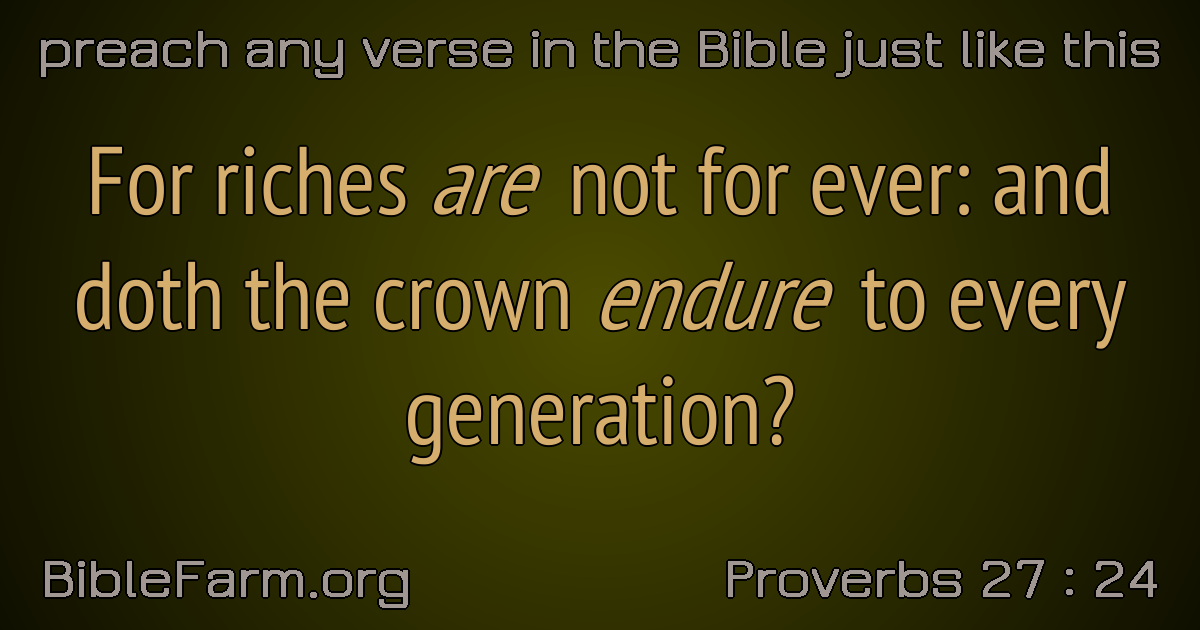 preach any verse in the Bible just like this
For riches are not for ever: and
doth the crown endure to every
generation?
BibleFarm.org
Proverbs 27 : 24